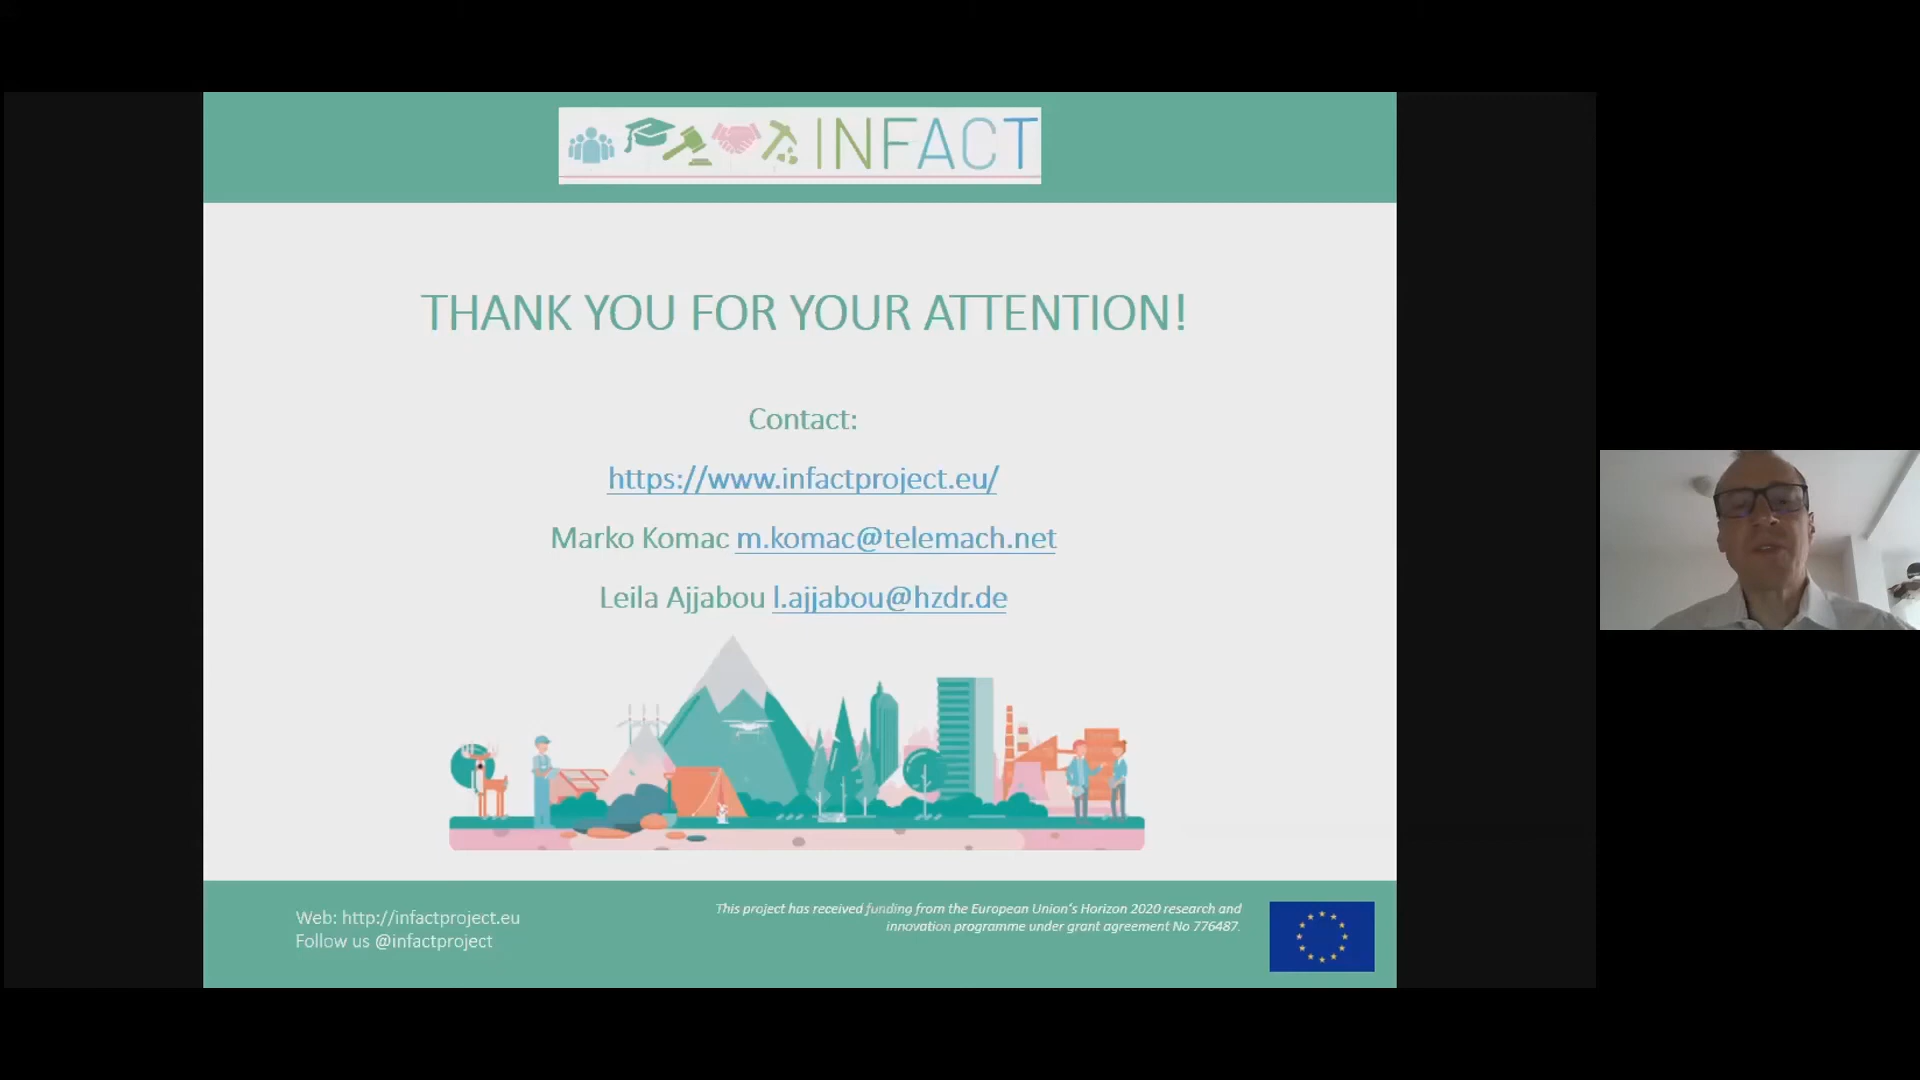 INFACT
THANK YOU FOR YOUR ATTENTION!
Contact:
https://www.infactproject.eu/
Marko Komac m.komac@telemach.net
Leila Ajjabou l.ajjabou@hzdr.de
Web: http://infactproject.eu
Follow us @infactproject
This project has received funding from the European Union's Horizon 2020 research and
innovation programme under grant agreement No 776487.